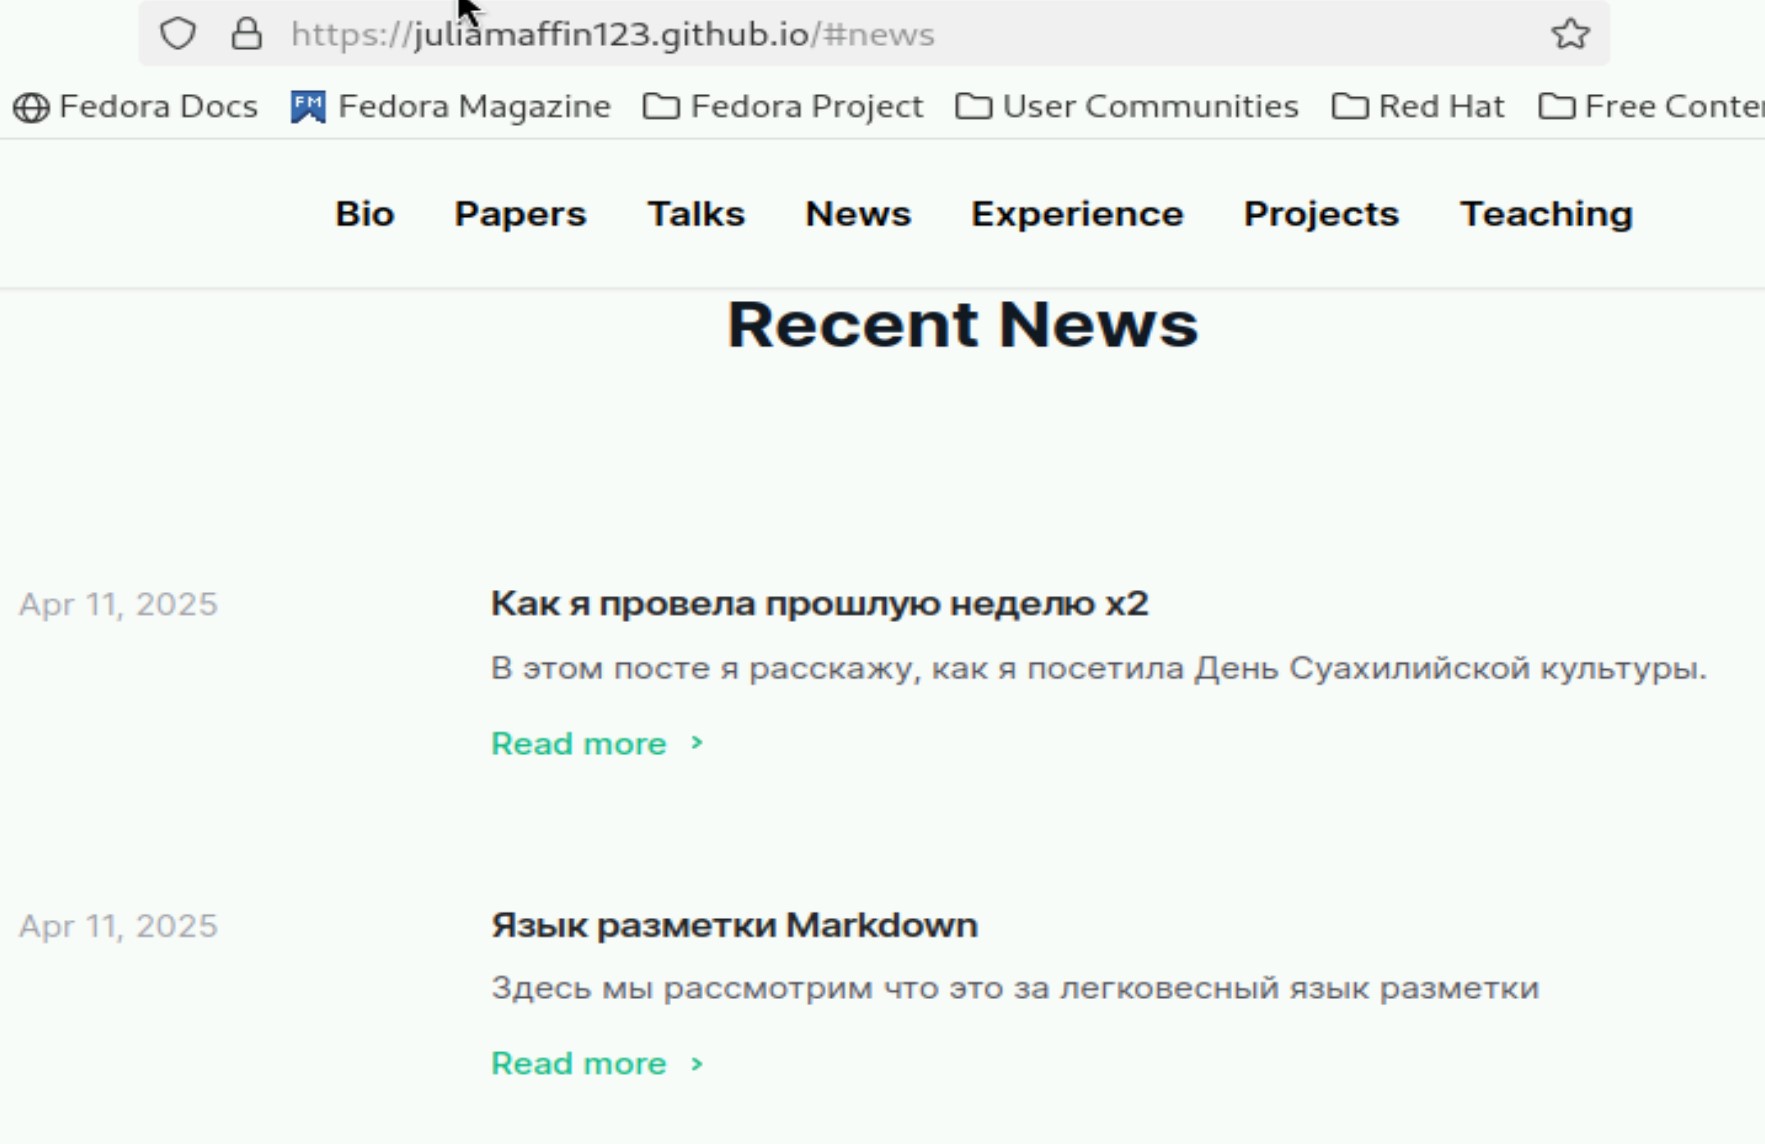 https://juliamaffin123.github.io/#news
Fedora Docs FM Fedora Magazine Fedora Project User Communities Red Hat Free
Bio Papers Talks News Experience Projects Teaching
Recent News
Apr 11, 2025 Как я провела прошлую неделю x2
В этом посте я расскажу, как я посетила День Суахилийской культуры.
Read more
Apr 11, 2025 Язык разметки Markdown
Здесь мы рассмотрим что это за легковесный язык разметки
Read more